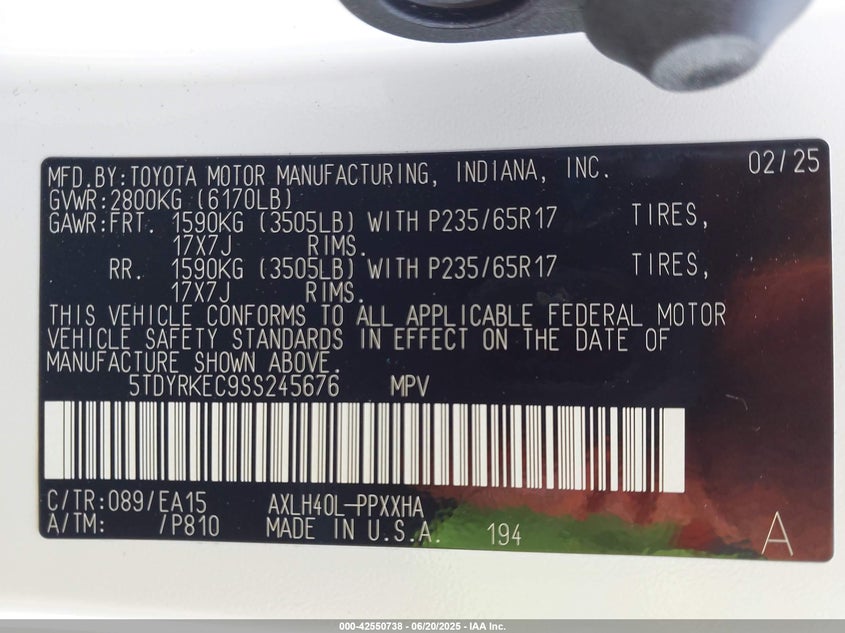 MFD.BY:TOYOTA MOTOR MANUFACTURING, INDIANA, INC. 02/25
GVWR:2800KG (6170LB)
GAWR:FRT. 1590KG (3505LB) WITH P235/65R17 TIRES,
17X7J RIMS.
RR. 1590KG (3505LB) WITH P235/65R17 TIRES,
17X7J RIMS.
THIS VEHICLE CONFORMS TO ALL APPLICABLE FEDERAL MOTOR
VEHICLE SAFETY STANDARDS IN EFFECT ON THE DATE OF
MANUFACTURE SHOWN ABOVE.
5TDYRKEC9SS245676 MPV
C/TR:089/EA15 AXLH40L-PPXXHA
A/TM: /P810 MADE IN U.S.A. 194 A
000-42550738 - 06/20/2025 - IAA Inc.